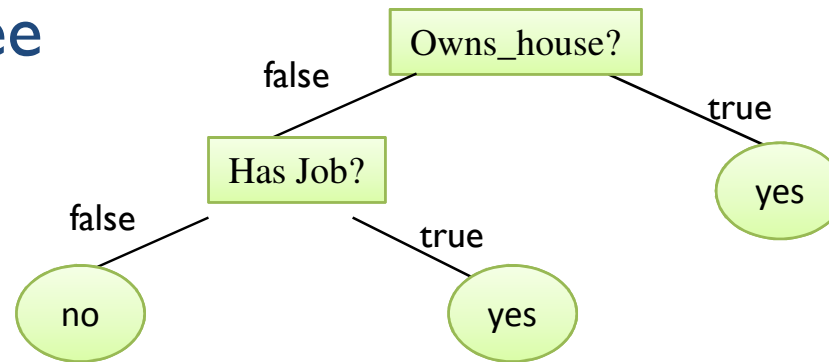 ee
Owns_house?
false
true
Has Job?
yes
false
true
no
yes